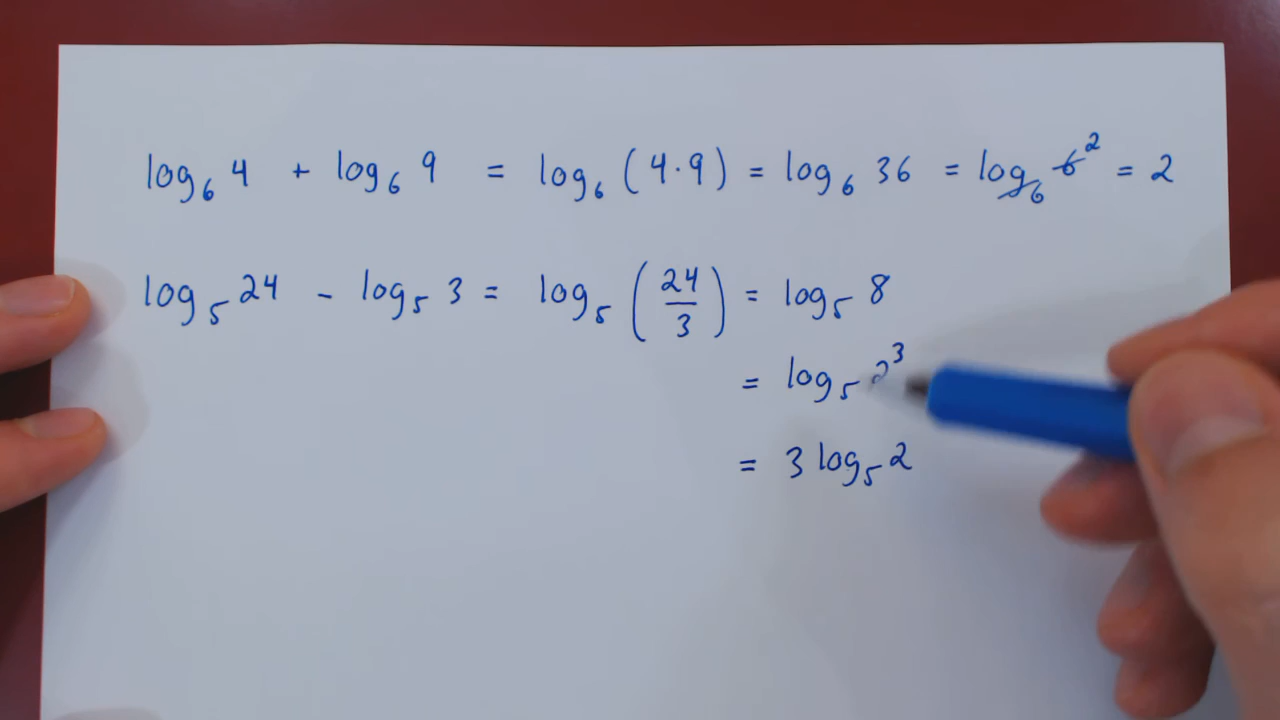 log₆ 4 + log₆ 9 = log₆ (4·9) = log₆ 36 = log₆ 6² = 2
log₅ 24 - log₅ 3 = log₅ (24/3) = log₅ 8
= log₅ 2³
= 3 log₅ 2